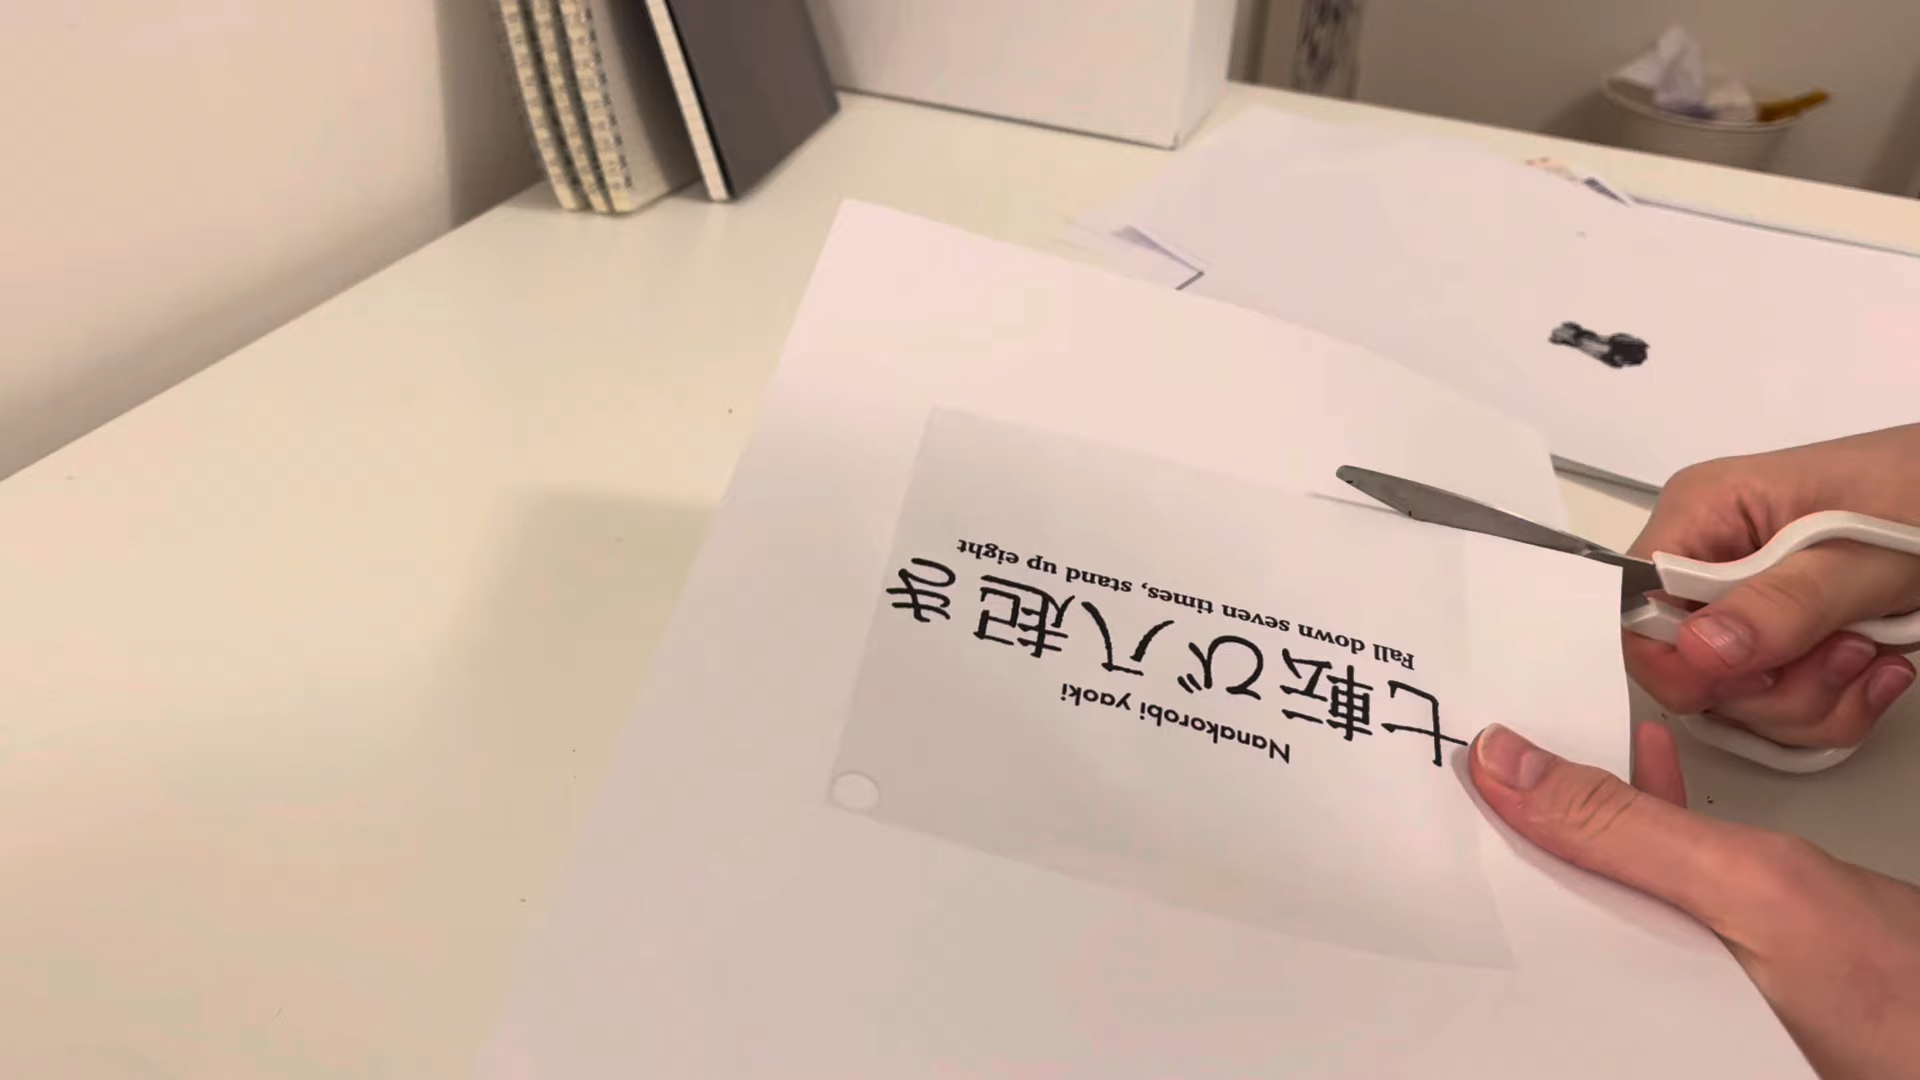 Nanakorobi yaoki
七転び八起き
Fall down seven times, stand up eight